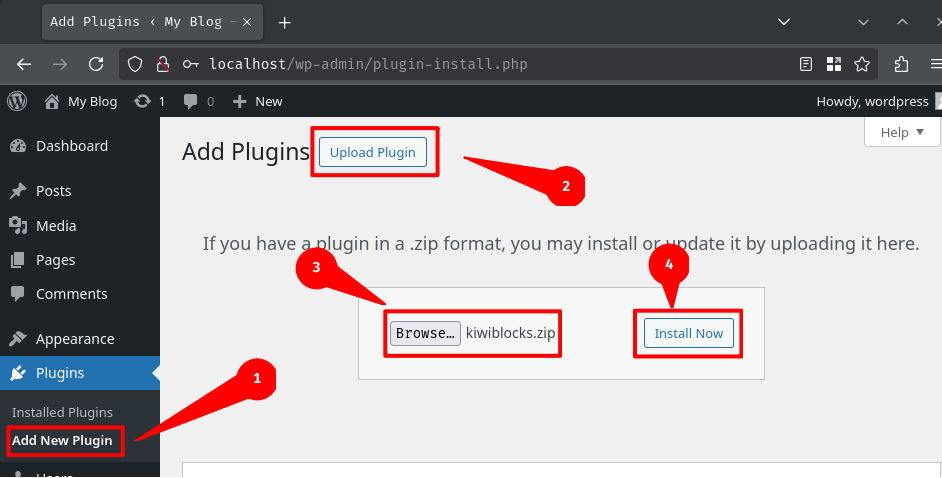 Add Plugins ‹ My Blog –
localhost/wp-admin/plugin-install.php
My Blog 1 0 New Howdy, wordpress
Help
Dashboard
Posts
Media
Pages
Comments
Appearance
Plugins
Installed Plugins
Add New Plugin
Users
Add Plugins Upload Plugin
2
If you have a plugin in a .zip format, you may install or update it by uploading it here.
3
4
Browse… kiwiblocks.zip Install Now
1